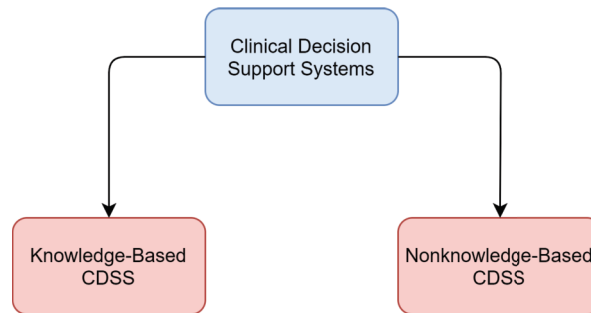 Clinical Decision
Support Systems
Knowledge-Based
CDSS
Nonknowledge-Based
CDSS